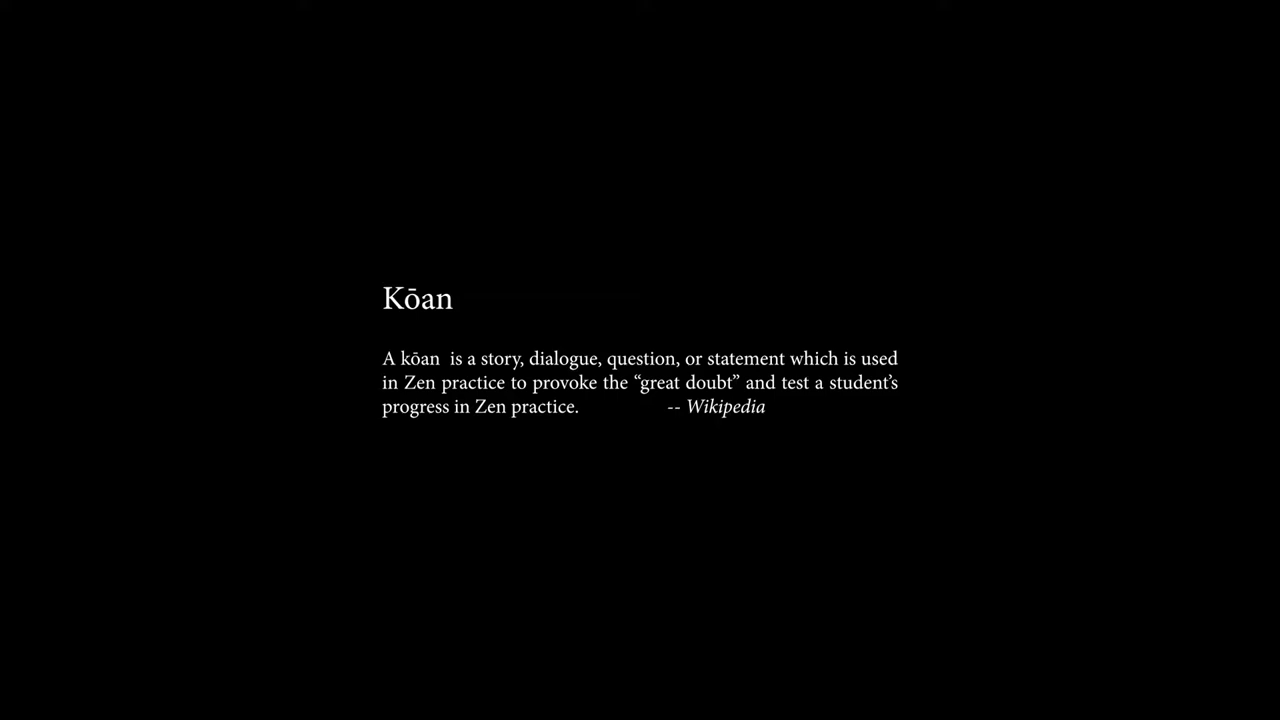 Kōan
A kōan  is a story, dialogue, question, or statement which is used
in Zen practice to provoke the “great doubt” and test a student’s
progress in Zen practice. -- Wikipedia